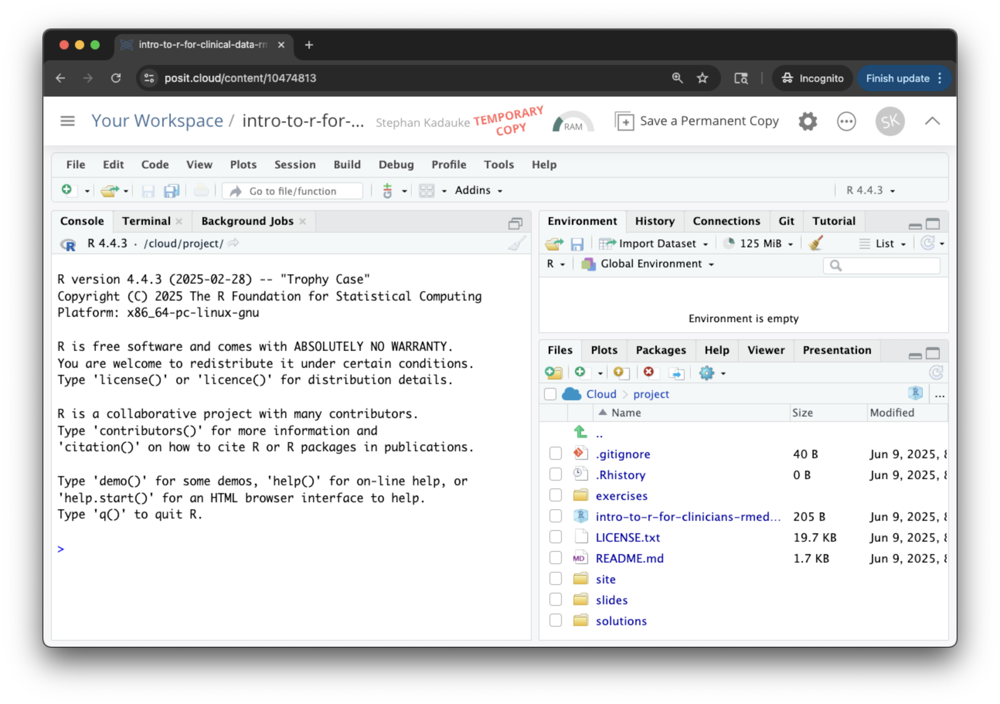 intro-to-r-for-clinical-data-rm
posit.cloud/content/10474813
Incognito
Finish update
Your Workspace / intro-to-r-for-...
Stephan Kadauke
TEMPORARY
COPY
RAM
Save a Permanent Copy
SK
File Edit Code View Plots Session Build Debug Profile Tools Help
Go to file/function
Addins
R 4.4.3
Console Terminal Background Jobs
R 4.4.3 · /cloud/project/
R version 4.4.3 (2025-02-28) -- "Trophy Case"
Copyright (C) 2025 The R Foundation for Statistical Computing
Platform: x86_64-pc-linux-gnu
R is free software and comes with ABSOLUTELY NO WARRANTY.
You are welcome to redistribute it under certain conditions.
Type 'license()' or 'licence()' for distribution details.
R is a collaborative project with many contributors.
Type 'contributors()' for more information and
'citation()' on how to cite R or R packages in publications.
Type 'demo()' for some demos, 'help()' for on-line help, or
'help.start()' for an HTML browser interface to help.
Type 'q()' to quit R.
>
Environment History Connections Git Tutorial
Import Dataset 125 MiB List
R Global Environment
Environment is empty
Files Plots Packages Help Viewer Presentation
Cloud > project R ...
Name Size Modified
..
.gitignore 40 B Jun 9, 2025,
.Rhistory 0 B Jun 9, 2025,
exercises
intro-to-r-for-clinicians-rmed... 205 B Jun 9, 2025,
LICENSE.txt 19.7 KB Jun 9, 2025,
MD README.md 1.7 KB Jun 9, 2025,
site
slides
solutions